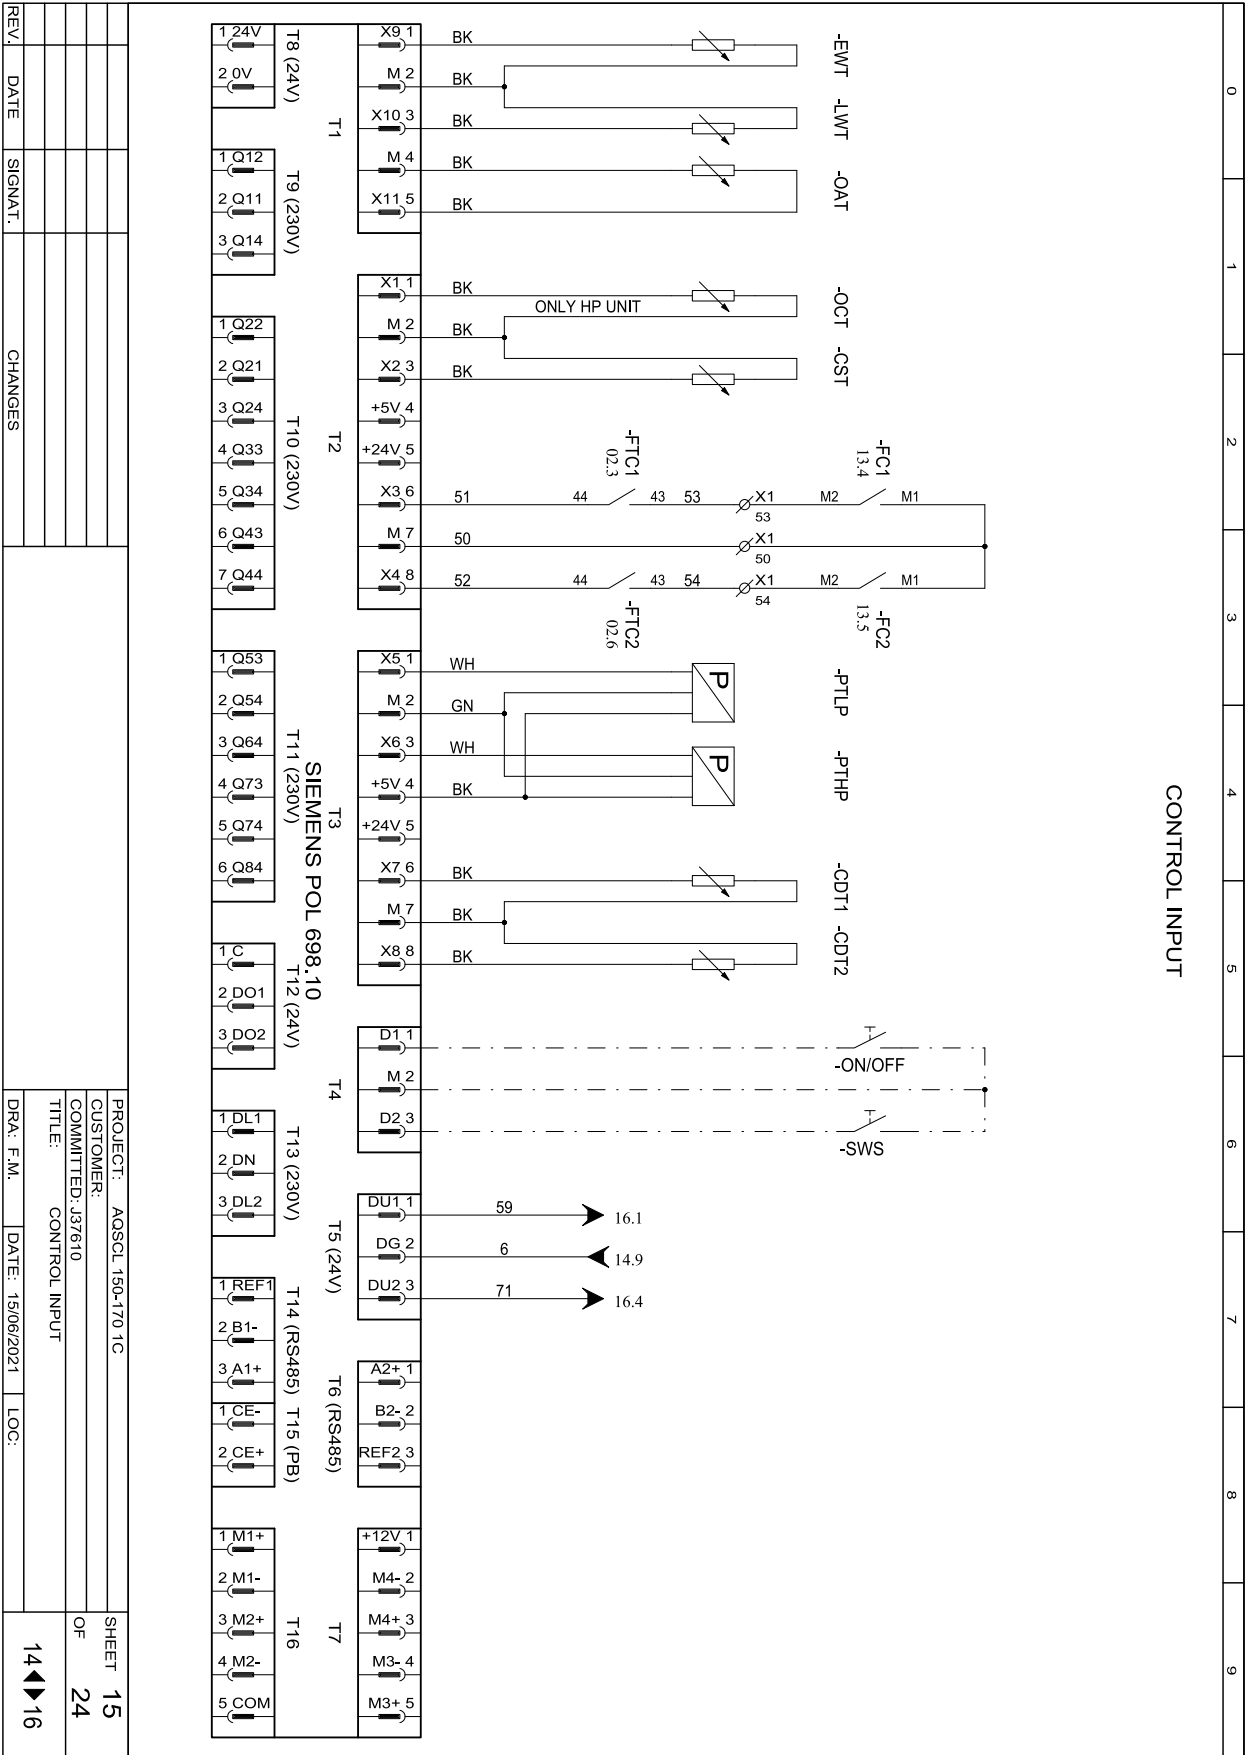 0 1 2 3 4 5 6 7 8 9
CONTROL INPUT
-EWT
-LWT
-OAT
-OCT
-CST
-FC1
13.4
-FC2
13.5
-PTLP
-PTHP
-CDT1
-CDT2
-FTC1
02.3
-FTC2
02.6
T1
X9 1 BK
M 2 BK
X10 3 BK
M 4 BK
X11 5 BK
T2
X1 1 BK
ONLY HP UNIT
M 2 BK
X2 3 BK
+5V 4
+24V 5
X3 6 51 44 43 53 X1 M2 M1
53
M 7 50 X1
50
X4 8 52 44 43 54 X1 M2 M1
54
T3
X5 1 WH P
M 2 GN
X6 3 WH P
+5V 4 BK
+24V 5
X7 6 BK
M 7 BK
X8 8 BK
T4
D1 1
-ON/OFF
M 2
D2 3
-SWS
T5 (24V)
DU1 1 59 16.1
DG 2 6 14.9
DU2 3 71 16.4
T6 (RS485)
A2+ 1
B2- 2
REF2 3
T7
+12V 1
M4- 2
M4+ 3
M3- 4
M3+ 5
SIEMENS POL 698.10
T8 (24V)
1 24V
2 0V
T9 (230V)
1 Q12
2 Q11
3 Q14
T10 (230V)
1 Q22
2 Q21
3 Q24
4 Q33
5 Q34
6 Q43
7 Q44
T11 (230V)
1 Q53
2 Q54
3 Q64
4 Q73
5 Q74
6 Q84
T12 (24V)
1 C
2 DO1
3 DO2
T13 (230V)
1 DL1
2 DN
3 DL2
T14 (RS485)
1 REF1
2 B1-
3 A1+
T15 (PB)
1 CE-
2 CE+
T16
1 M1+
2 M1-
3 M2+
4 M2-
5 COM
REV. DATE SIGNAT. CHANGES
PROJECT: AQSCL 150-170 1C
CUSTOMER:
COMMITTED: J37610
TITLE: CONTROL INPUT
DRA: F.M. DATE: 15/06/2021 LOC:
SHEET 15
OF 24
14◀▶16